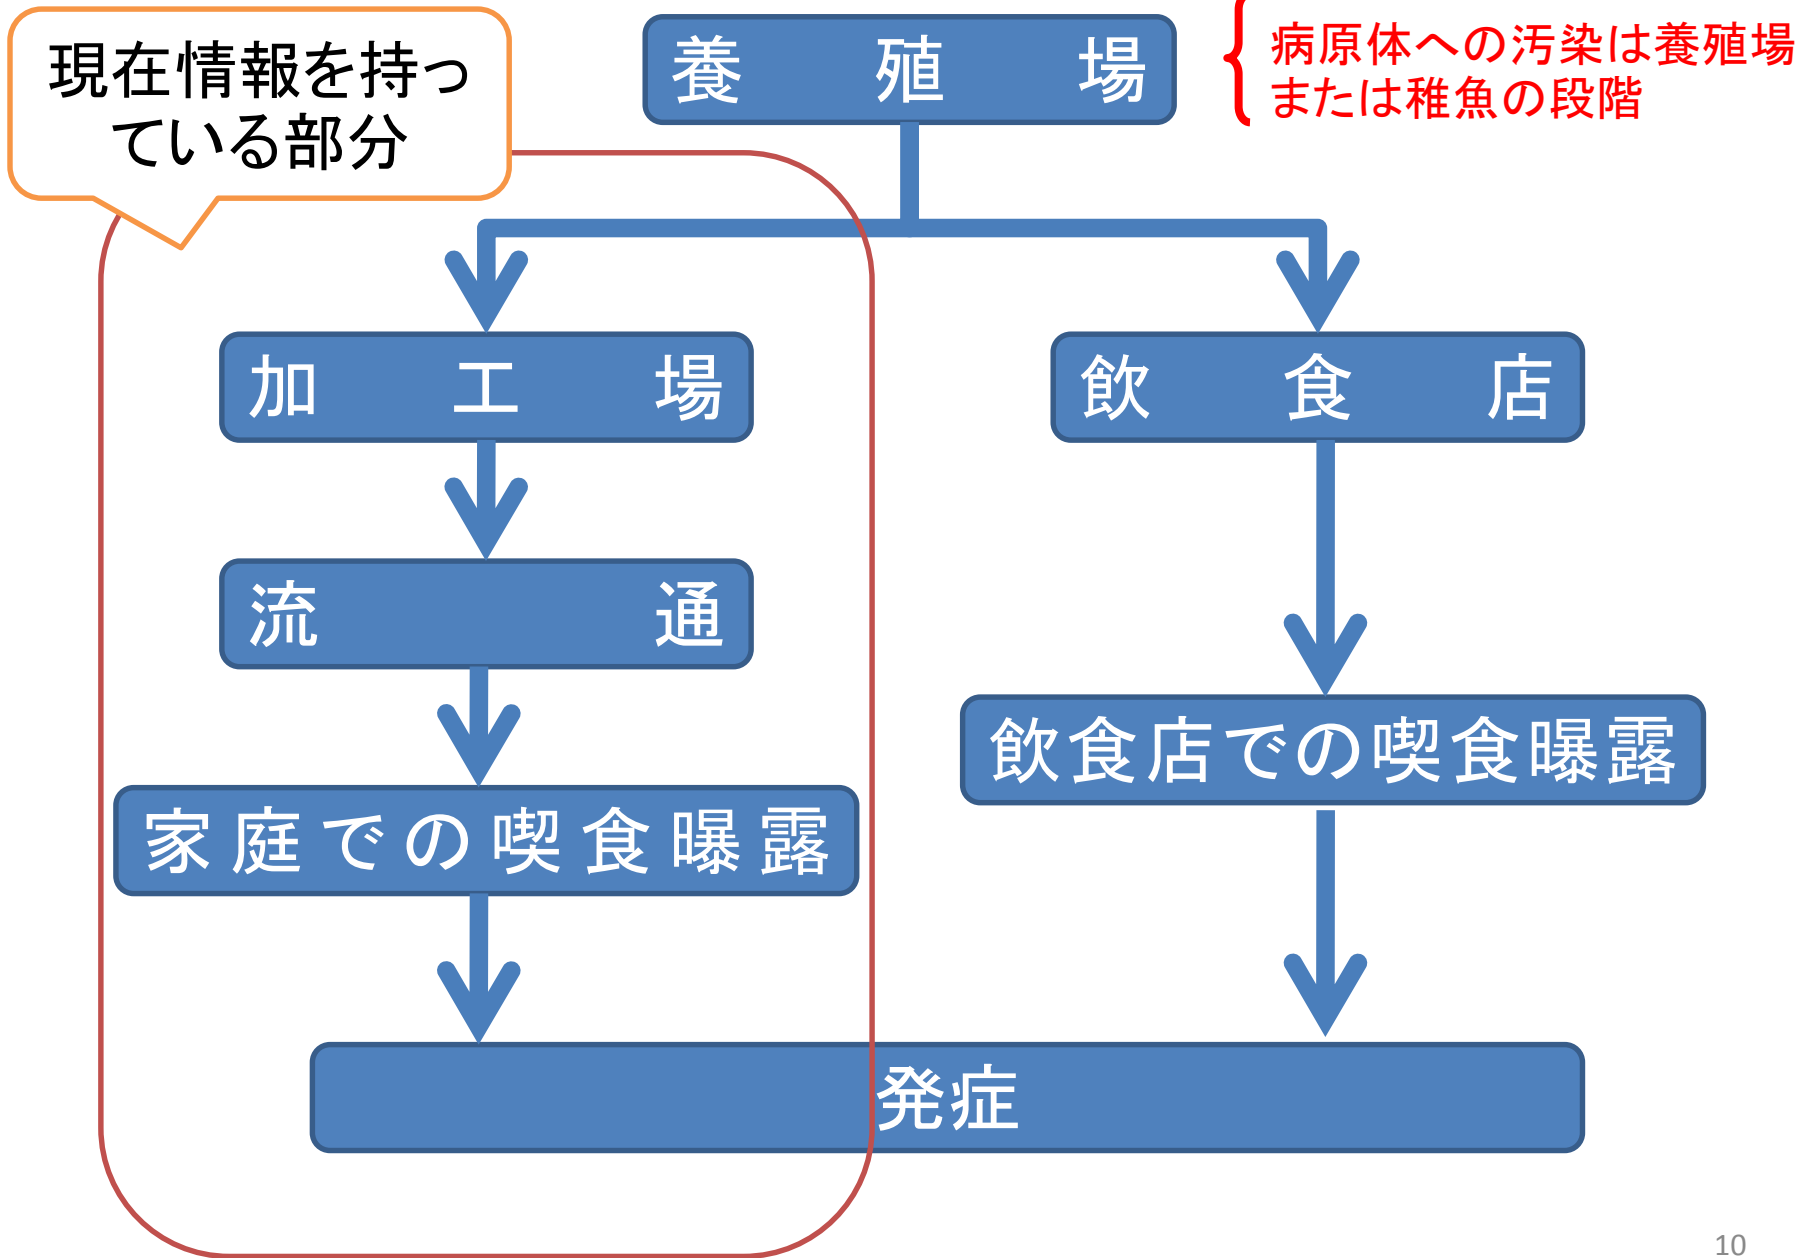 現在情報を持っ
ている部分
養殖場
病原体への汚染は養殖場
または稚魚の段階
加工場
飲食店
流通
飲食店での喫食曝露
家庭での喫食曝露
発症
10